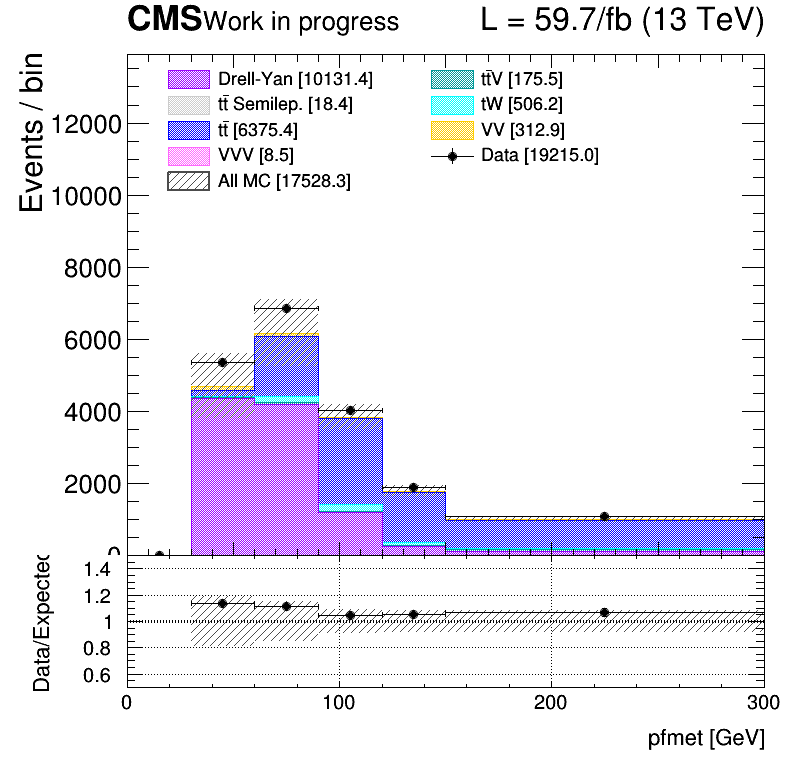 CMS Work in progress L = 59.7/fb (13 TeV)
Events / bin
Drell-Yan [10131.4]
tt̄ Semilep. [18.4]
tt̄ [6375.4]
VVV [8.5]
All MC [17528.3]
tt̄V [175.5]
tW [506.2]
VV [312.9]
Data [19215.0]
12000
10000
8000
6000
4000
2000
0
Data/Expected
1.4
1.2
1
0.8
0.6
0 100 200 300
pfmet [GeV]